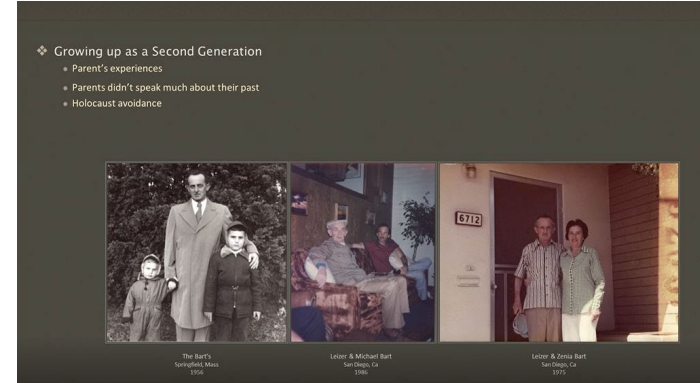 Growing up as a Second Generation
Parent's experiences
Parents didn't speak much about their past
Holocaust avoidance
6712
The Bart's
Springfield, Mass
1956
Leizer & Michael Bart
San Diego, Ca
1986
Leizer & Zenia Bart
San Diego, Ca
1975